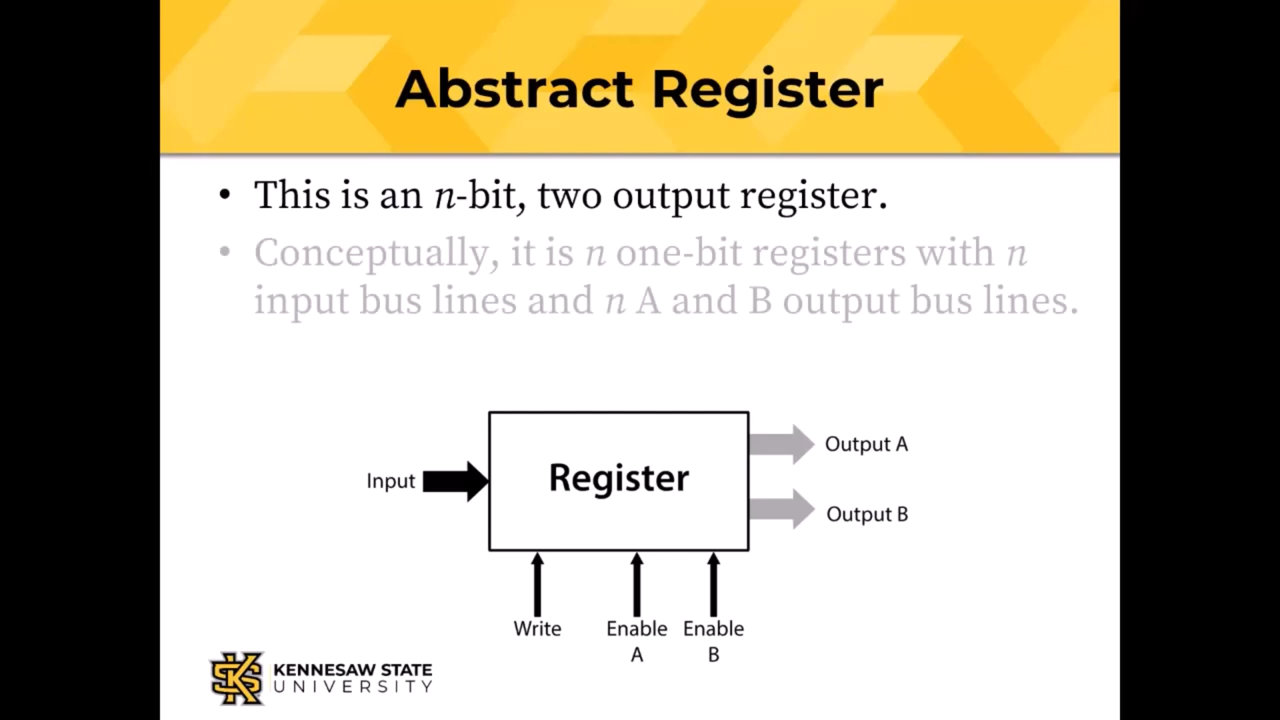 Abstract Register
• This is an n-bit, two output register.
• Conceptually, it is n one-bit registers with n
input bus lines and n A and B output bus lines.
Input
Register
Output A
Output B
Write
Enable
A
Enable
B
KENNESAW STATE
UNIVERSITY